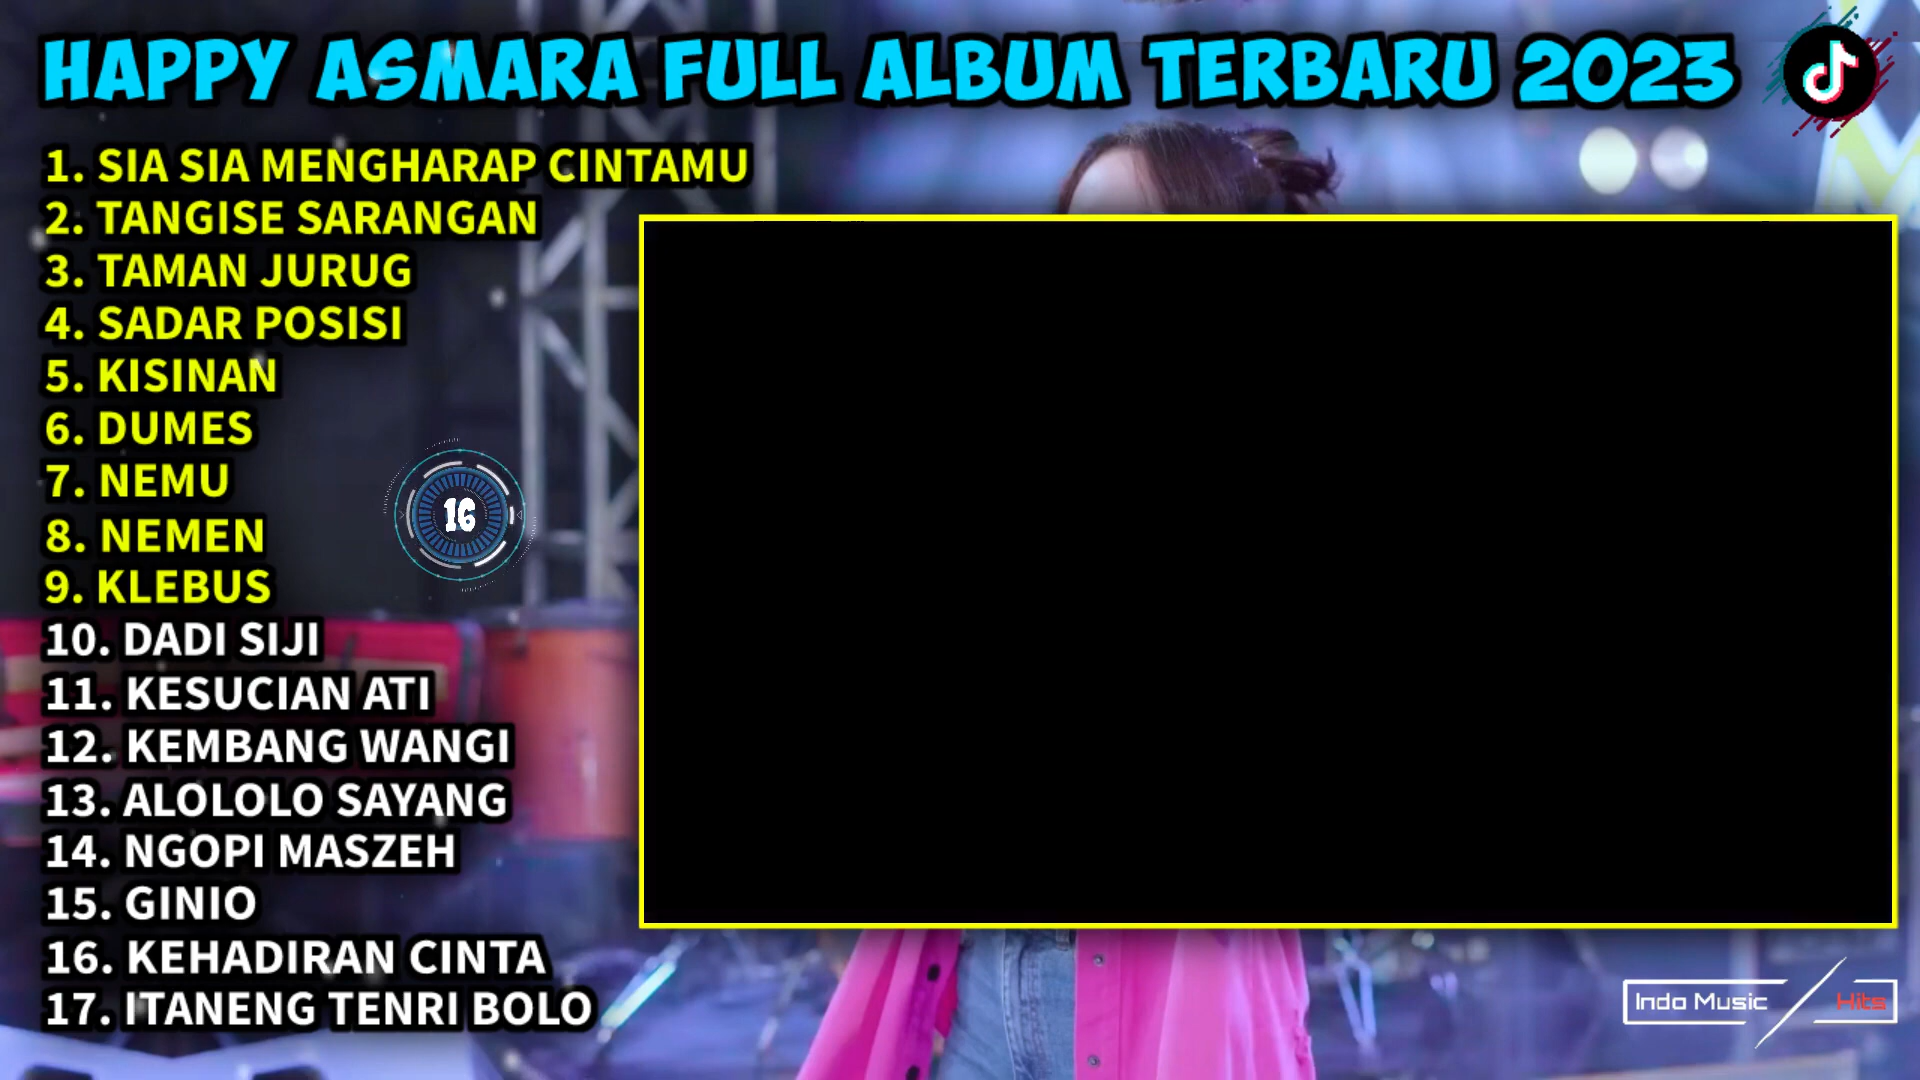 HAPPY ASMARA FULL ALBUM TERBARU 2023
1. SIA SIA MENGHARAP CINTAMU
2. TANGISE SARANGAN
3. TAMAN JURUG
4. SADAR POSISI
5. KISINAN
6. DUMES
7. NEMU
8. NEMEN
9. KLEBUS
10. DADI SIJI
11. KESUCIAN ATI
12. KEMBANG WANGI
13. ALOLOLO SAYANG
14. NGOPI MASZEH
15. GINIO
16. KEHADIRAN CINTA
17. ITANENG TENRI BOLO
16
Indo Music Hits